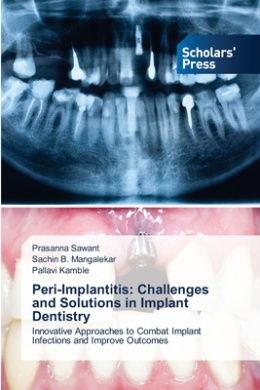 Scholars'
Press
Prasanna Sawant
Sachin B. Mangalekar
Pallavi Kamble
Peri-Implantitis: Challenges
and Solutions in Implant
Dentistry
Innovative Approaches to Combat Implant
Infections and Improve Outcomes